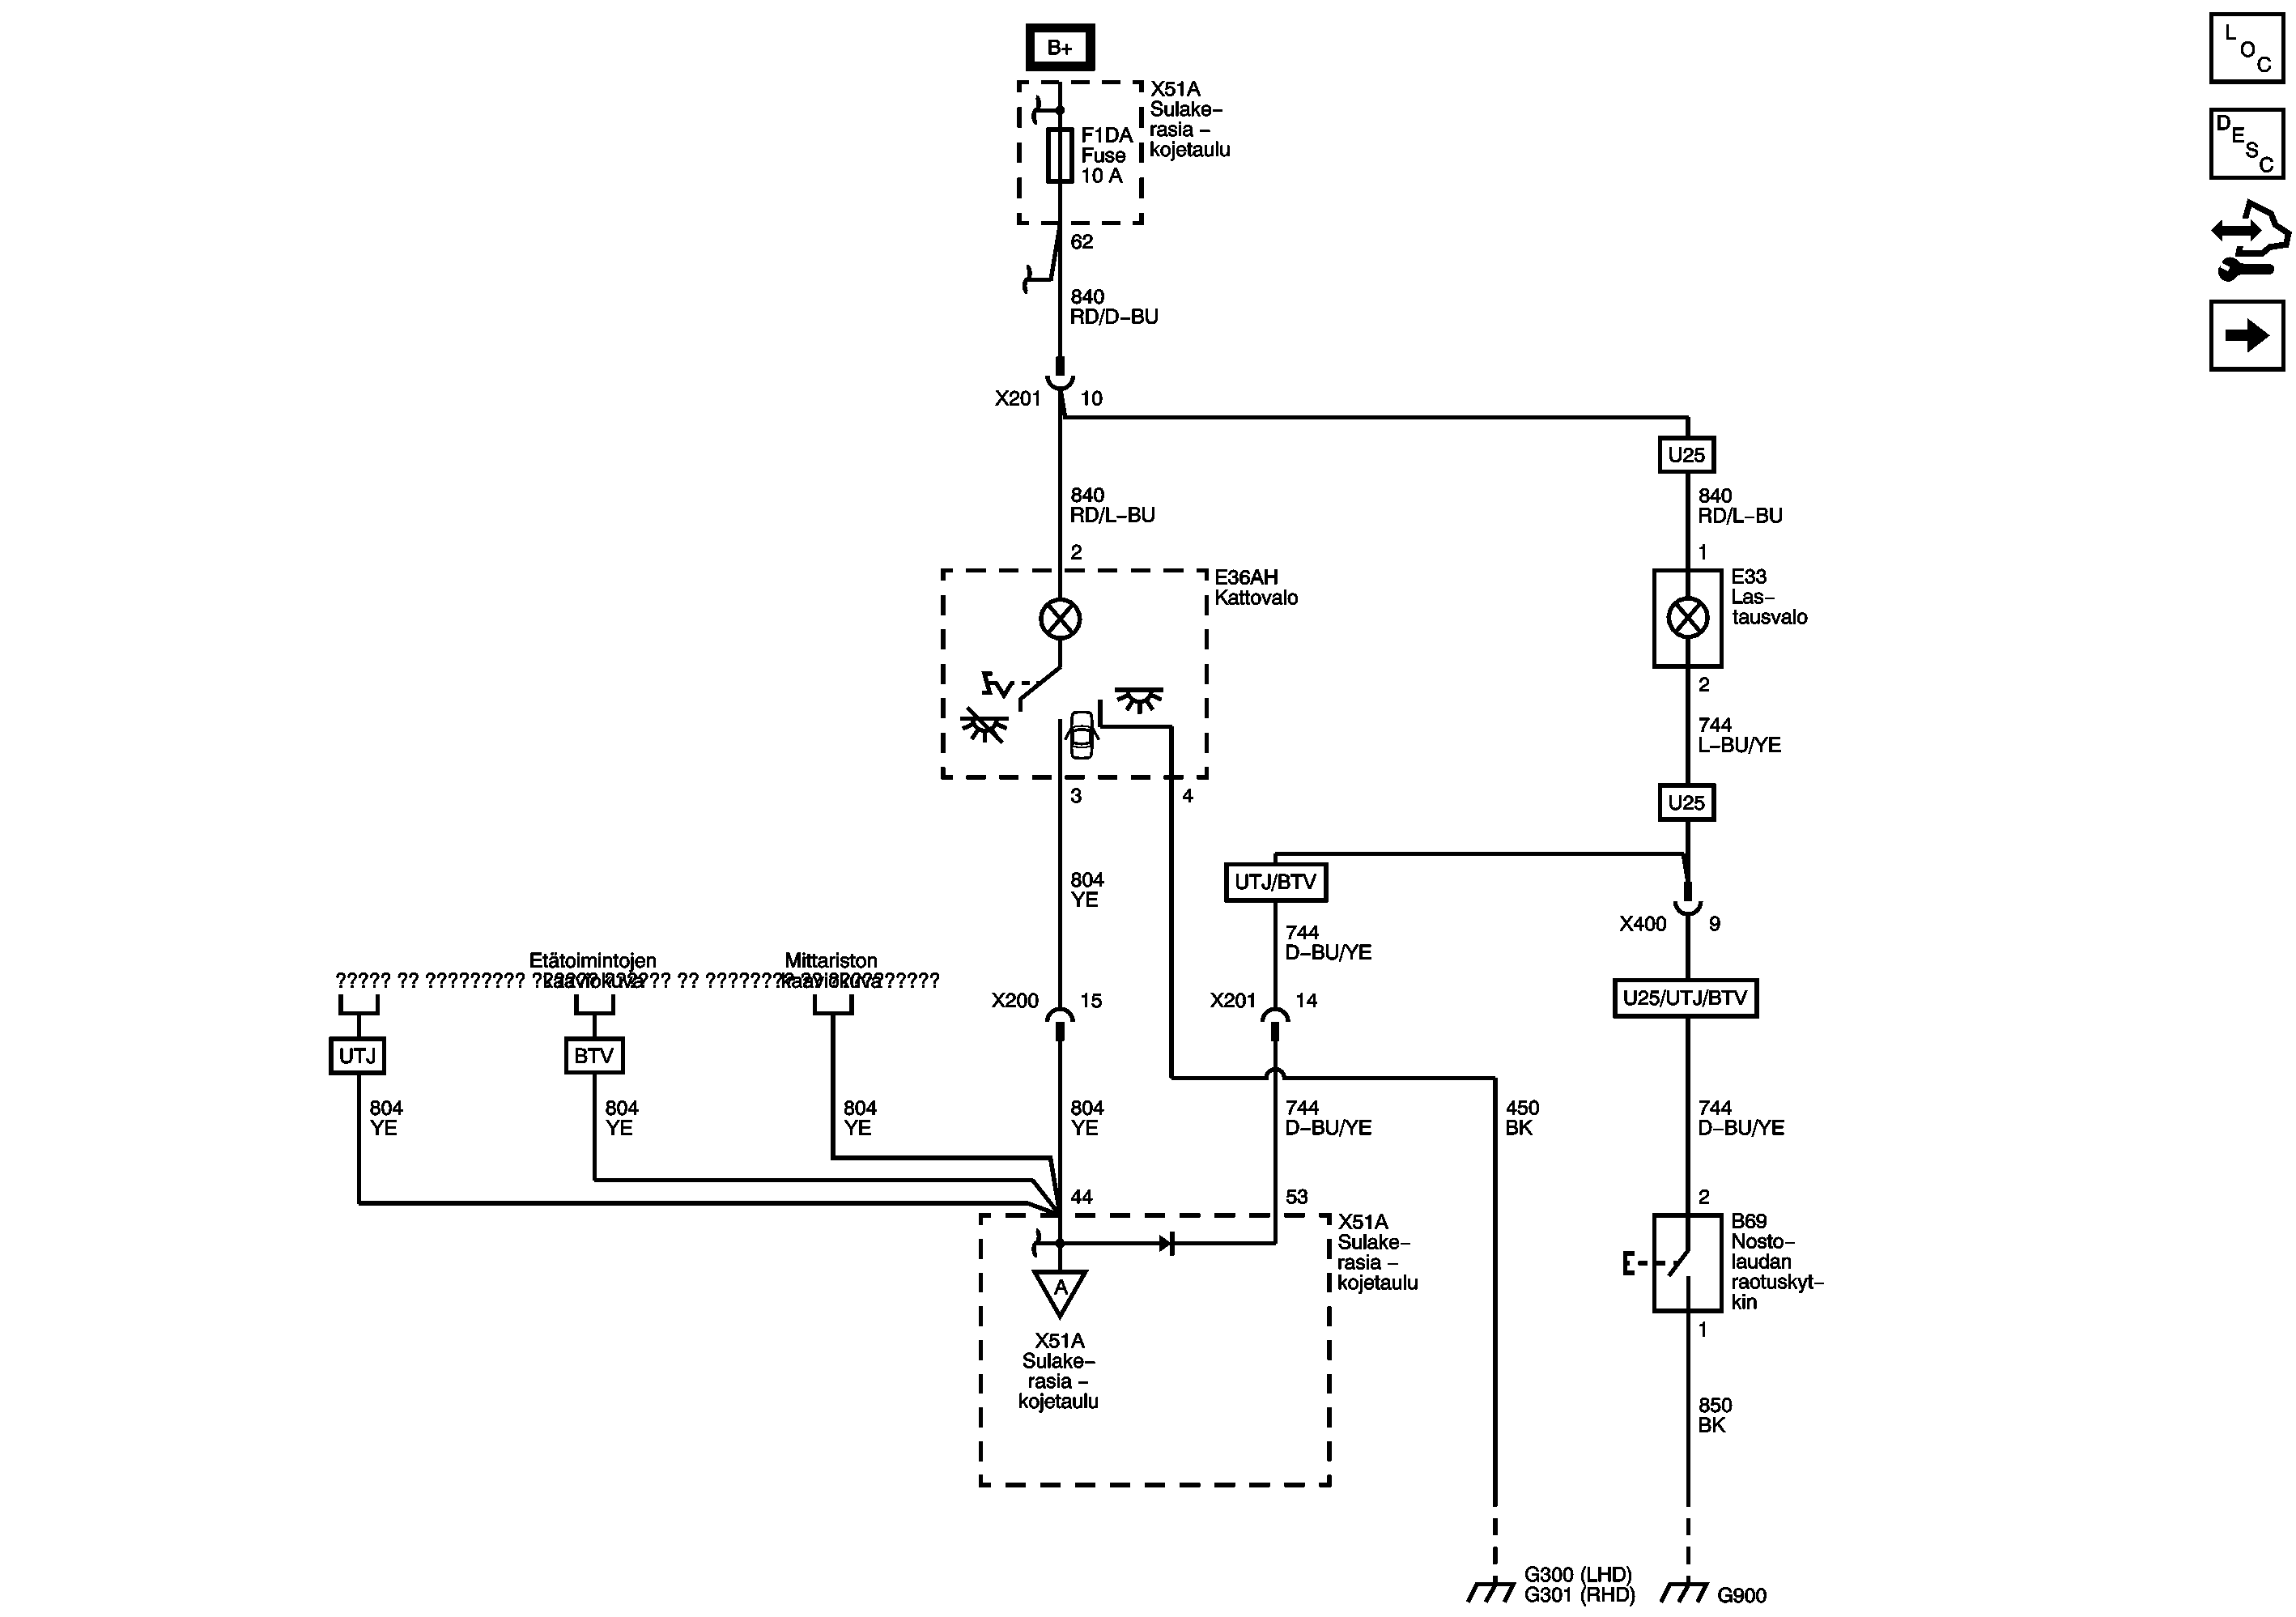 B+
L
O
C
D
E
S
C
X51A
Sulake–
rasia –
kojetaulu
F1DA
Fuse
10 A
62
840
RD/D–BU
X201
10
U25
840
RD/L–BU
2
840
RD/L–BU
1
E36AH
Kattovalo
E33
Las–
tausvalo
2
744
L–BU/YE
U25
3
4
804
YE
UTJ/BTV
744
D–BU/YE
X400
9
Etätoimintojen
kaaviokuva
Mittariston
kaaviokuva
X200
15
X201
14
U25/UTJ/BTV
UTJ
BTV
804
YE
804
YE
804
YE
804
YE
744
D–BU/YE
450
BK
744
D–BU/YE
44
53
2
X51A
Sulake–
rasia –
kojetaulu
B69
Nosto–
laudan
raotuskyt–
kin
A
X51A
Sulake–
rasia –
kojetaulu
1
850
BK
G300 (LHD)
G301 (RHD)
G900